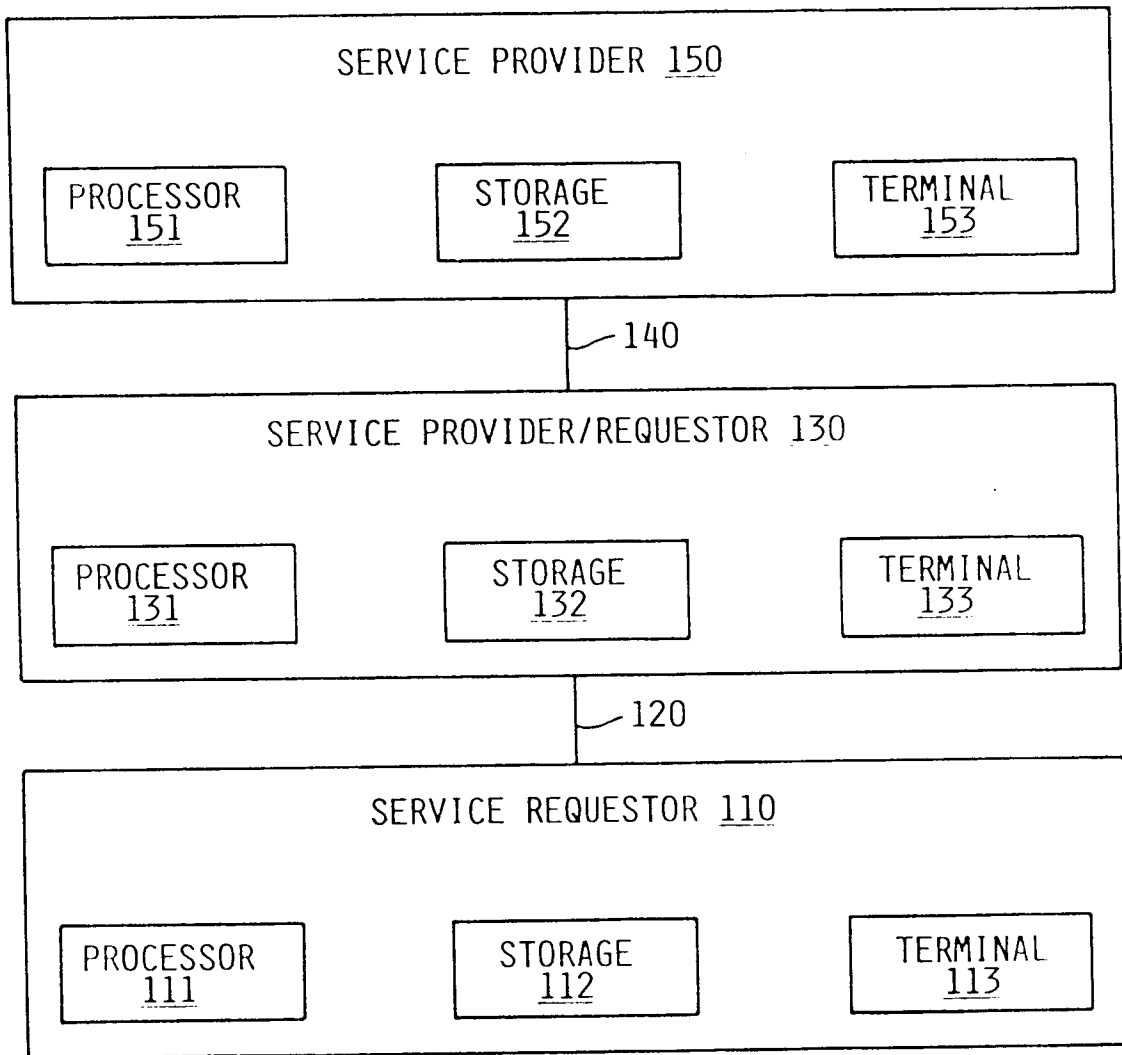 SERVICE PROVIDER 150
PROCESSOR
151
STORAGE
152
TERMINAL
153
140
SERVICE PROVIDER/REQUESTOR 130
PROCESSOR
131
STORAGE
132
TERMINAL
133
120
SERVICE REQUESTOR 110
PROCESSOR
111
STORAGE
112
TERMINAL
113